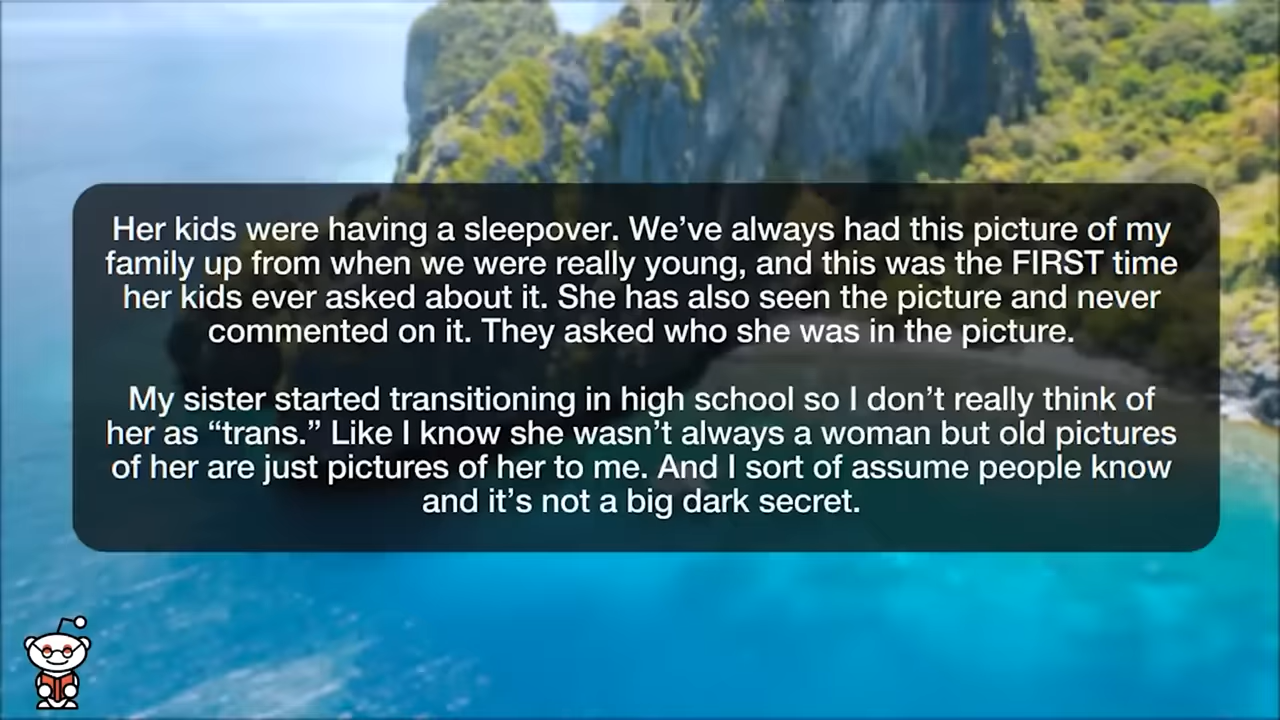 Her kids were having a sleepover. We’ve always had this picture of my
family up from when we were really young, and this was the FIRST time
her kids ever asked about it. She has also seen the picture and never
commented on it. They asked who she was in the picture.
My sister started transitioning in high school so I don’t really think of
her as “trans.” Like I know she wasn’t always a woman but old pictures
of her are just pictures of her to me. And I sort of assume people know
and it’s not a big dark secret.